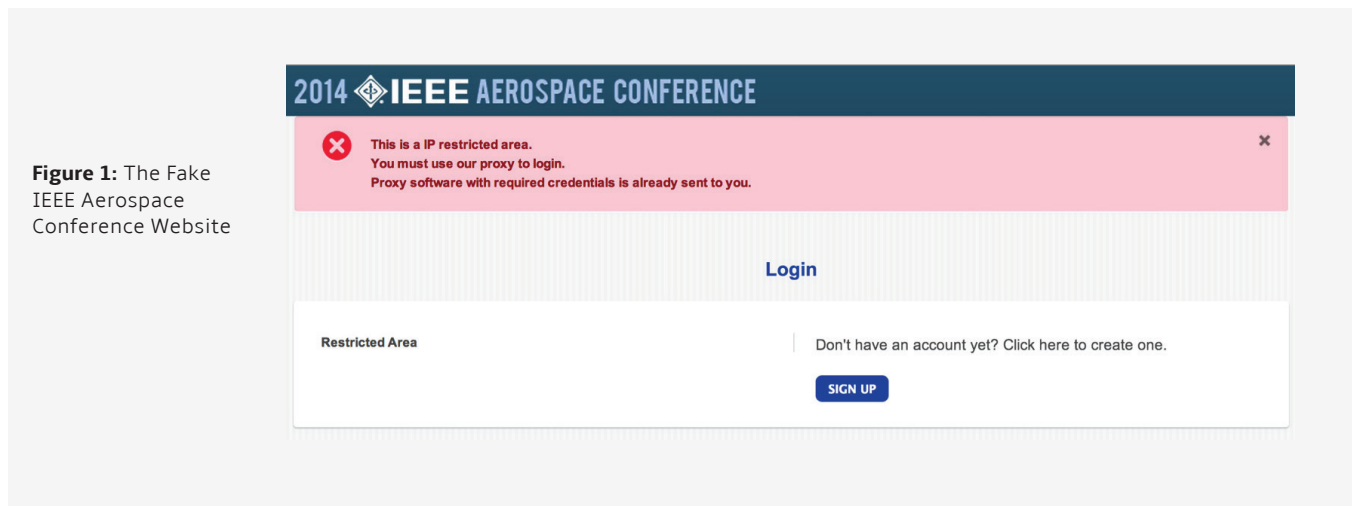 2014 IEEE AEROSPACE CONFERENCE
This is a IP restricted area.
You must use our proxy to login.
Proxy software with required credentials is already sent to you.
Figure 1: The Fake
IEEE Aerospace
Conference Website
Login
Restricted Area
Don't have an account yet? Click here to create one.
SIGN UP